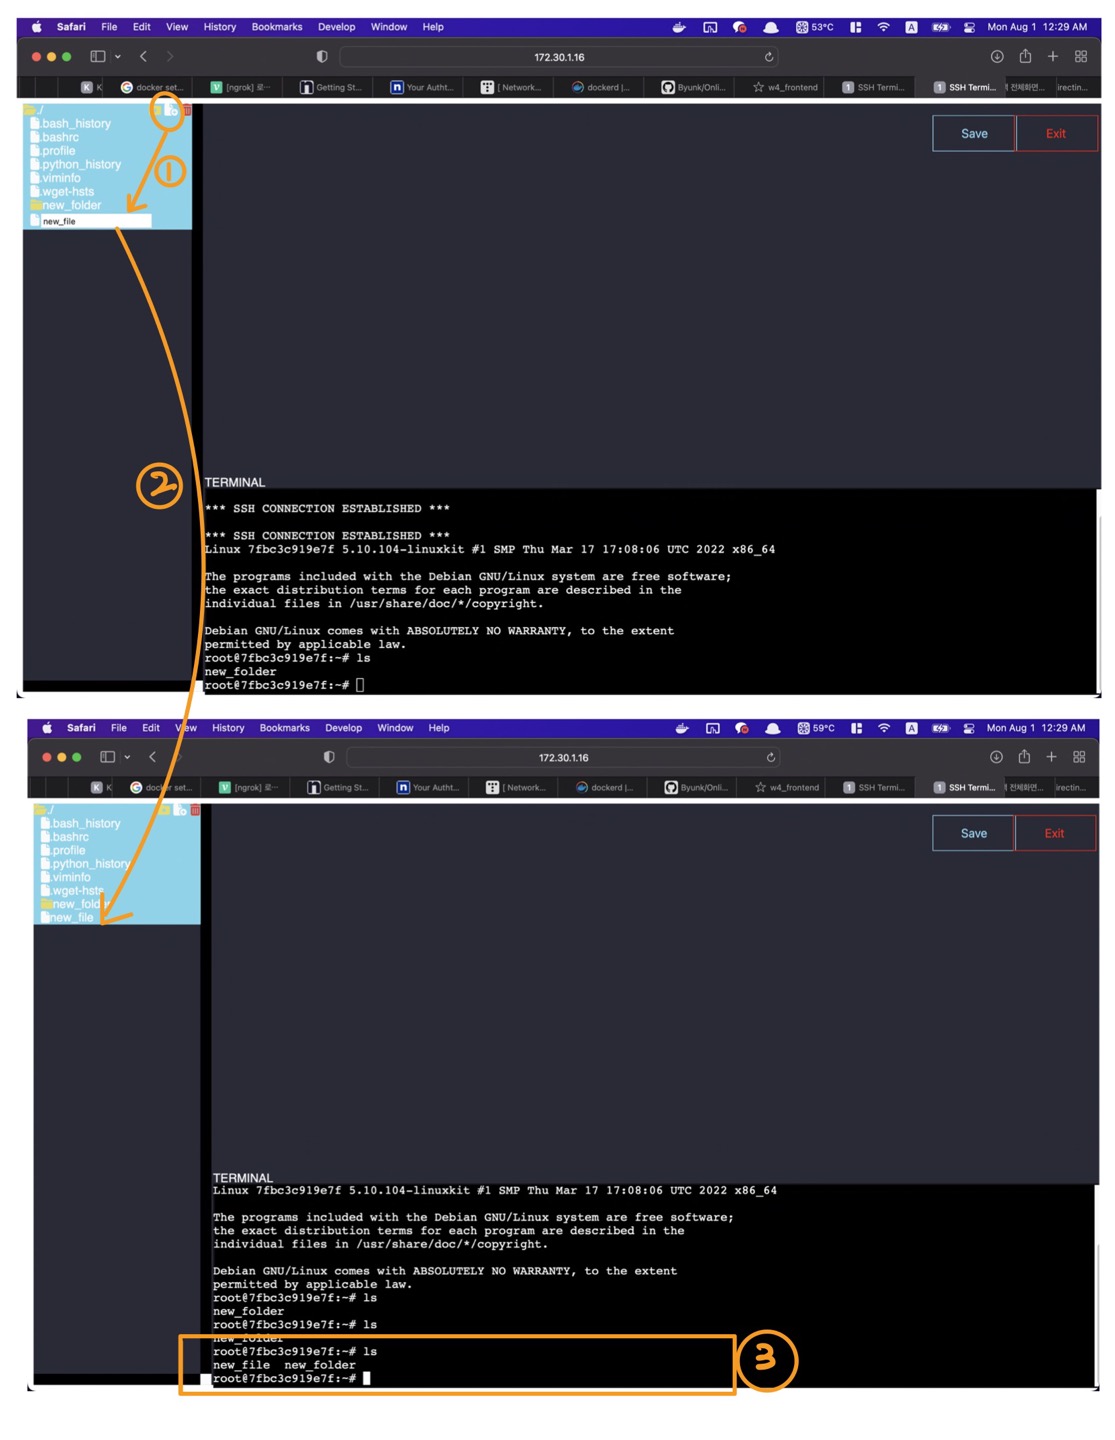 Safari File Edit View History Bookmarks Develop Window Help 53°C A Mon Aug 1 12:29 AM
172.30.1.16
K K docker set... [ngrok] 로... Getting St... Your Autht... [ Network... dockerd |... Byunk/Onli... w4_frontend 1 SSH Termi... 1 SSH Termi... 전체화면... irectin...
./
.bash_history
.bashrc
.profile
.python_history
.viminfo
.wget-hsts
new_folder
new_file
Save Exit
①
②
TERMINAL
*** SSH CONNECTION ESTABLISHED ***
*** SSH CONNECTION ESTABLISHED ***
Linux 7fbc3c919e7f 5.10.104-linuxkit #1 SMP Thu Mar 17 17:08:06 UTC 2022 x86_64
The programs included with the Debian GNU/Linux system are free software;
the exact distribution terms for each program are described in the
individual files in /usr/share/doc/*/copyright.
Debian GNU/Linux comes with ABSOLUTELY NO WARRANTY, to the extent
permitted by applicable law.
root@7fbc3c919e7f:~# ls
new_folder
root@7fbc3c919e7f:~#
Safari File Edit View History Bookmarks Develop Window Help 59°C A Mon Aug 1 12:29 AM
172.30.1.16
K K docker set... [ngrok] 로... Getting St... Your Autht... [ Network... dockerd |... Byunk/Onli... w4_frontend 1 SSH Termi... 1 SSH Termi... 전체화면... irectin...
./
.bash_history
.bashrc
.profile
.python_history
.viminfo
.wget-hsts
new_folder
new_file
Save Exit
TERMINAL
Linux 7fbc3c919e7f 5.10.104-linuxkit #1 SMP Thu Mar 17 17:08:06 UTC 2022 x86_64
The programs included with the Debian GNU/Linux system are free software;
the exact distribution terms for each program are described in the
individual files in /usr/share/doc/*/copyright.
Debian GNU/Linux comes with ABSOLUTELY NO WARRANTY, to the extent
permitted by applicable law.
root@7fbc3c919e7f:~# ls
new_folder
root@7fbc3c919e7f:~# ls
new_folder
root@7fbc3c919e7f:~# ls
new_file new_folder
root@7fbc3c919e7f:~#
③